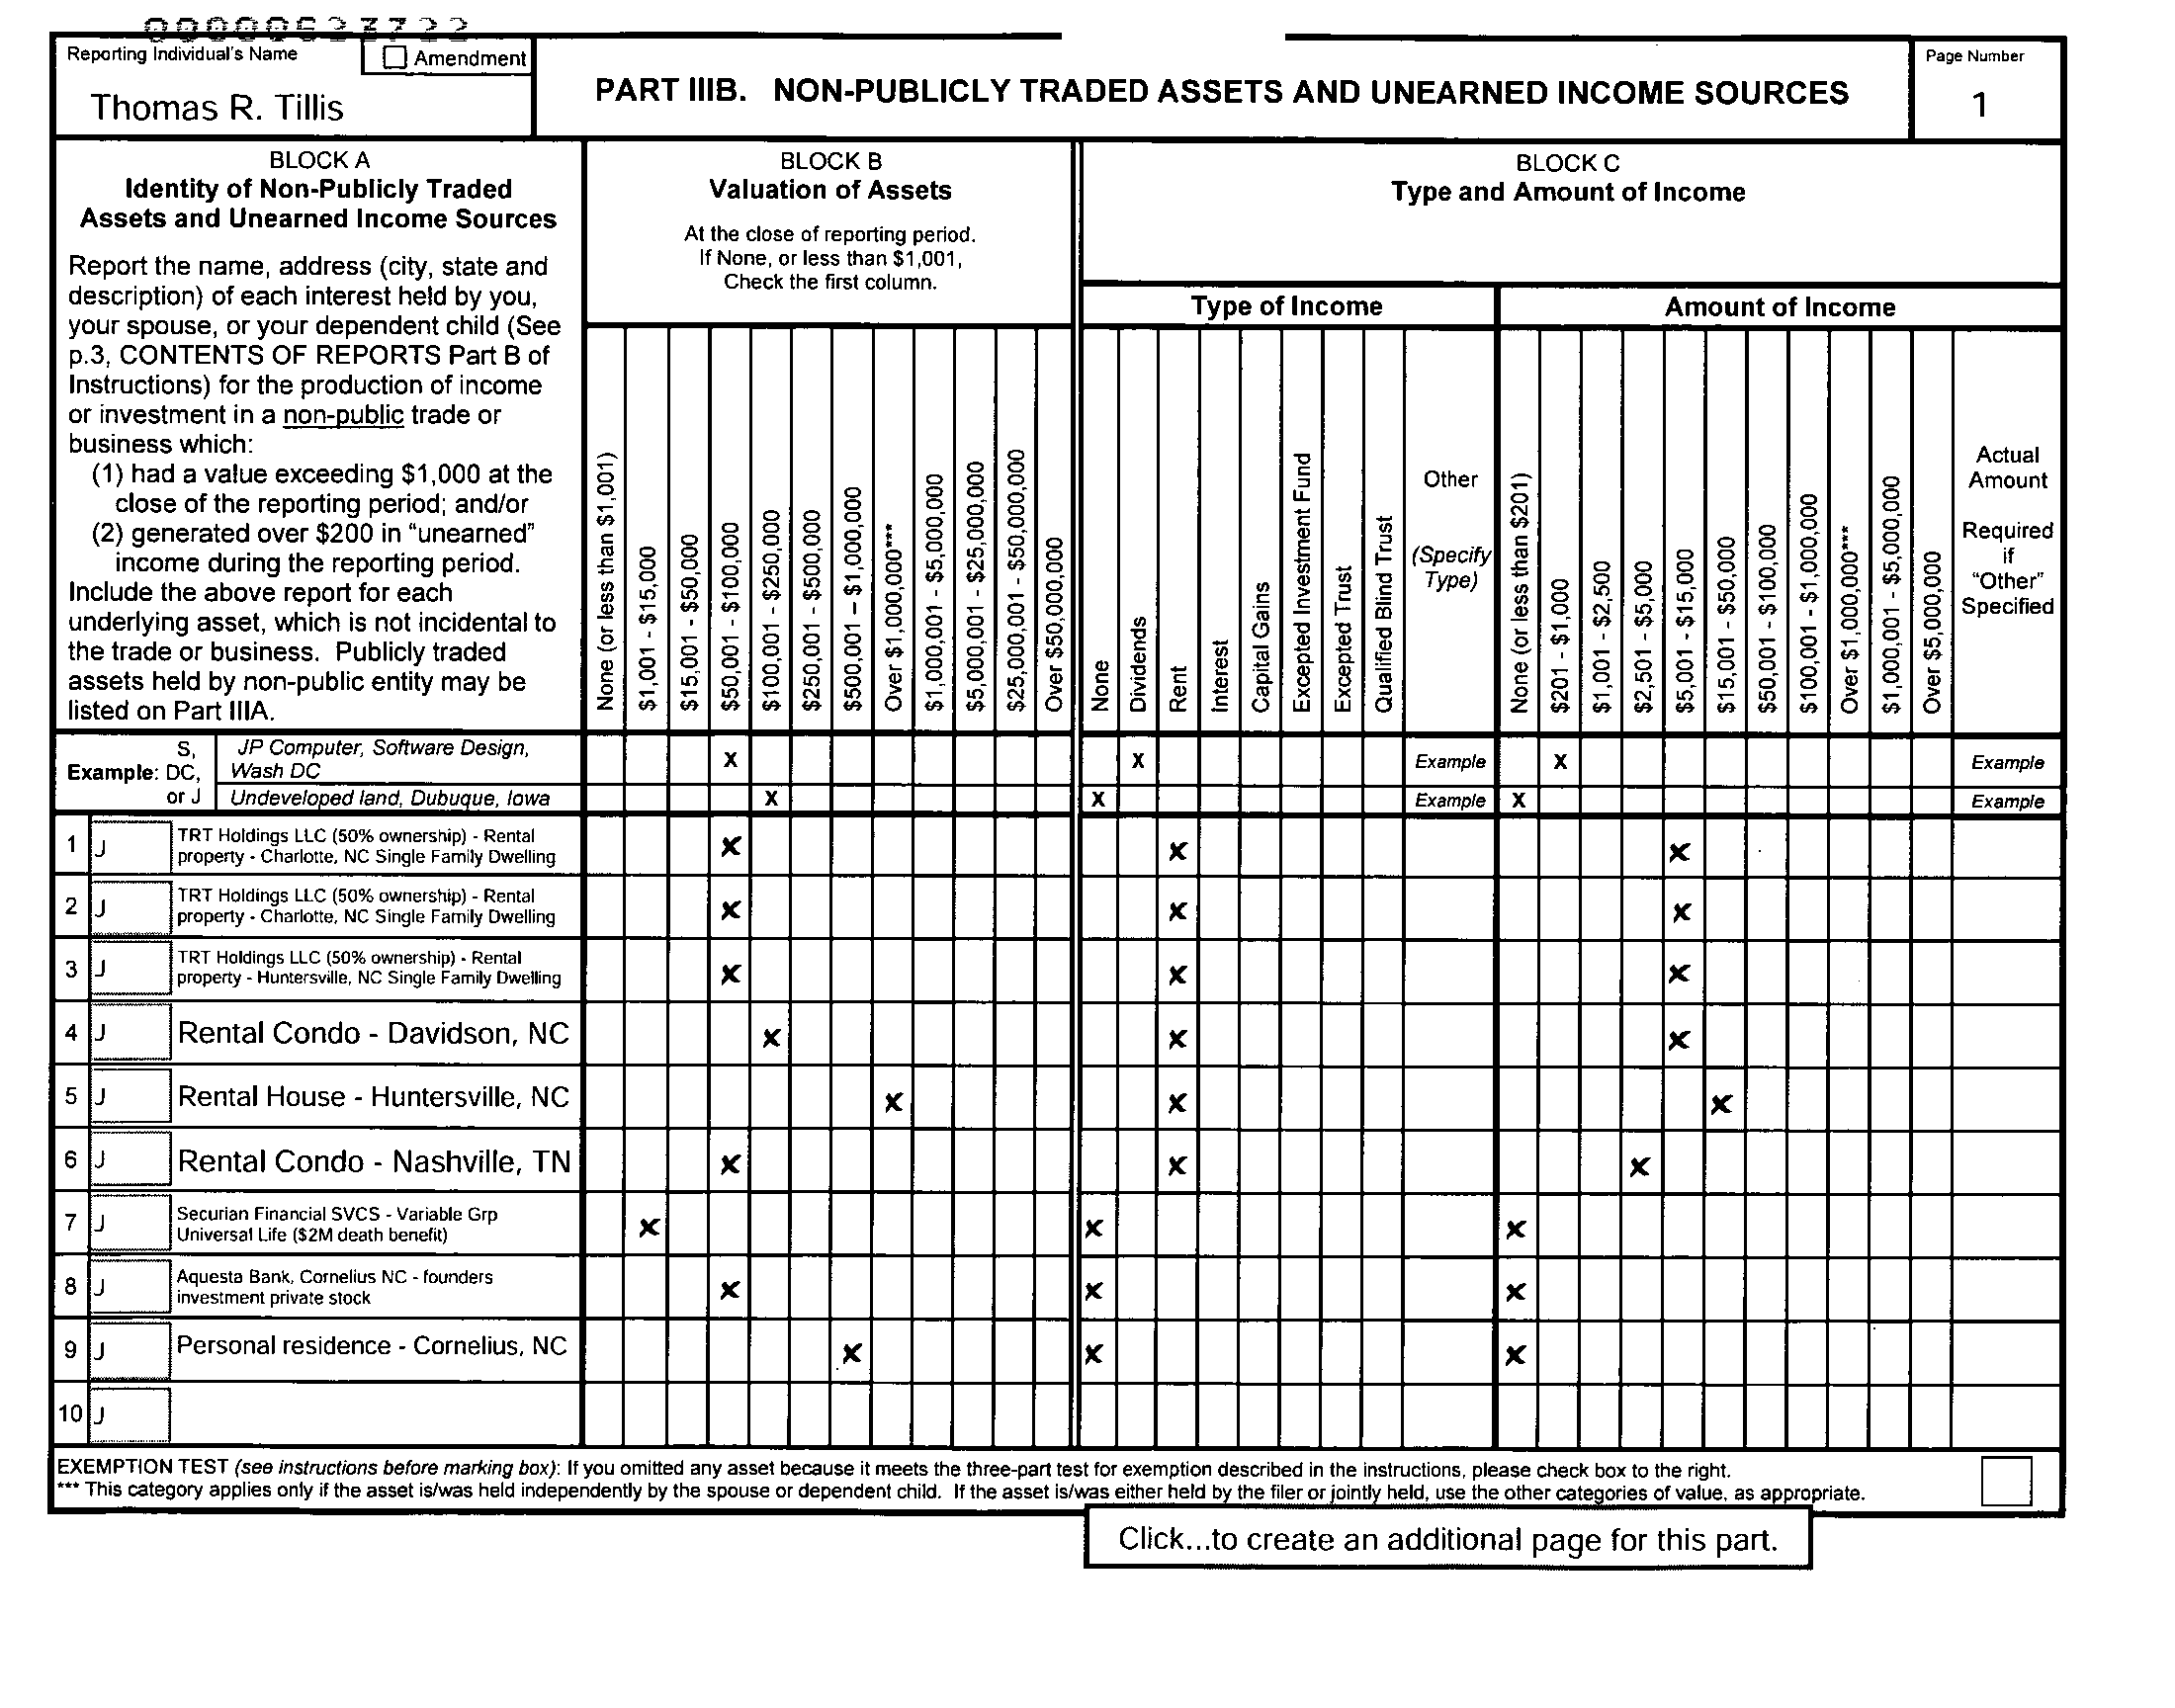 00000523722
Reporting Individual's Name
Amendment
Thomas R. Tillis
PART IIIB. NON-PUBLICLY TRADED ASSETS AND UNEARNED INCOME SOURCES
Page Number
1
BLOCK A
Identity of Non-Publicly Traded
Assets and Unearned Income Sources
Report the name, address (city, state and
description) of each interest held by you,
your spouse, or your dependent child (See
p.3, CONTENTS OF REPORTS Part B of
Instructions) for the production of income
or investment in a non-public trade or
business which:
(1) had a value exceeding $1,000 at the
close of the reporting period; and/or
(2) generated over $200 in “unearned”
income during the reporting period.
Include the above report for each
underlying asset, which is not incidental to
the trade or business. Publicly traded
assets held by non-public entity may be
listed on Part IIIA.
BLOCK B
Valuation of Assets
At the close of reporting period.
If None, or less than $1,001,
Check the first column.
None (or less than $1,001)
$1,001 - $15,000
$15,001 - $50,000
$50,001 - $100,000
$100,001 - $250,000
$250,001 - $500,000
$500,001 – $1,000,000
Over $1,000,000***
$1,000,001 - $5,000,000
$5,000,001 - $25,000,000
$25,000,001 - $50,000,000
Over $50,000,000
BLOCK C
Type and Amount of Income
Type of Income
None
Dividends
Rent
Interest
Capital Gains
Excepted Investment Fund
Excepted Trust
Qualified Blind Trust
Other
(Specify
Type)
Amount of Income
None (or less than $201)
$201 - $1,000
$1,001 - $2,500
$2,501 - $5,000
$5,001 - $15,000
$15,001 - $50,000
$50,001 - $100,000
$100,001 - $1,000,000
Over $1,000,000***
$1,000,001 - $5,000,000
Over $5,000,000
Actual
Amount
Required
if
“Other”
Specified
Example:
S,
DC,
or J
JP Computer, Software Design,
Wash DC
X X Example X Example
Undeveloped land, Dubuque, Iowa X X Example X Example
1 J TRT Holdings LLC (50% ownership) - Rental
property - Charlotte, NC Single Family Dwelling x x x
2 J TRT Holdings LLC (50% ownership) - Rental
property - Charlotte, NC Single Family Dwelling x x x
3 J TRT Holdings LLC (50% ownership) - Rental
property - Huntersville, NC Single Family Dwelling x x x
4 J Rental Condo - Davidson, NC x x x
5 J Rental House - Huntersville, NC x x x
6 J Rental Condo - Nashville, TN x x x
7 J Securian Financial SVCS - Variable Grp
Universal Life ($2M death benefit) x x x
8 J Aquesta Bank, Cornelius NC - founders
investment private stock x x x
9 J Personal residence - Cornelius, NC x x x
10 J
EXEMPTION TEST (see instructions before marking box): If you omitted any asset because it meets the three-part test for exemption described in the instructions, please check box to the right.
*** This category applies only if the asset is/was held independently by the spouse or dependent child. If the asset is/was either held by the filer or jointly held, use the other categories of value, as appropriate.
Click...to create an additional page for this part.